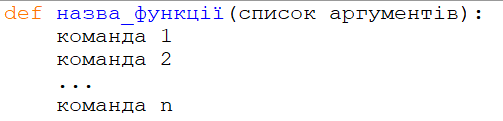 def назва_функції(список аргументів):
команда 1
команда 2
...
команда n